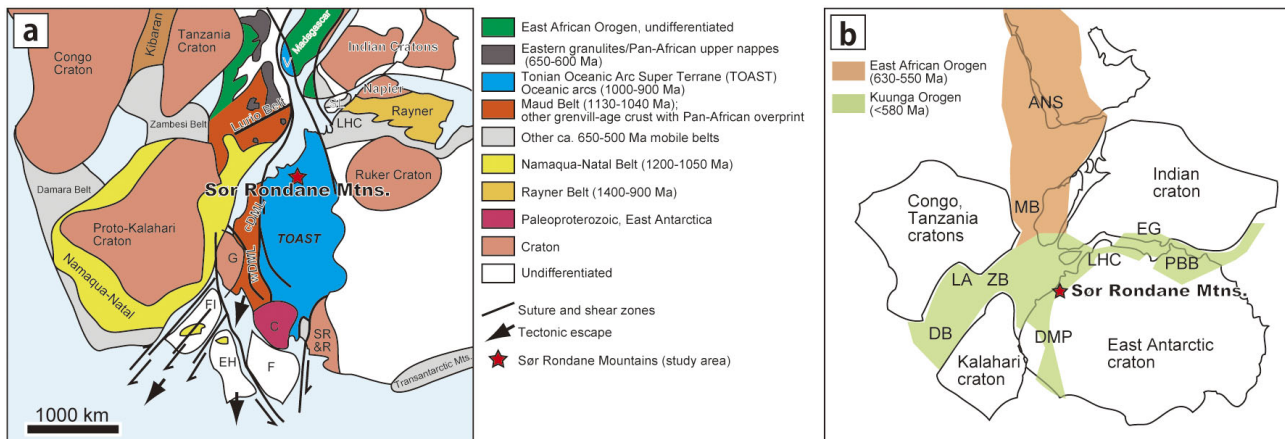 a
Congo
Craton
Kibaran
Tanzania
Craton
Madagascar
V
Indian Cratons
Napier
SL
LHC
Rayner
Zambesi Belt
Lurio Belt
Damara Belt
Sør Rondane Mtns.
Ruker Craton
Proto-Kalahari
Craton
Namaqua-Natal
G
CDML
WDML
TOAST
FI
EH
F
C
SR
&R
Transantarctic Mts.
1000 km
East African Orogen, undifferentiated
Eastern granulites/Pan-African upper nappes
(650-600 Ma)
Tonian Oceanic Arc Super Terrane (TOAST)
Oceanic arcs (1000-900 Ma)
Maud Belt (1130-1040 Ma);
other grenvill-age crust with Pan-African overprint
Other ca. 650-500 Ma mobile belts
Namaqua-Natal Belt (1200-1050 Ma)
Rayner Belt (1400-900 Ma)
Paleoproterozoic, East Antarctica
Craton
Undifferentiated
Suture and shear zones
Tectonic escape
Sør Rondane Mountains (study area)
b
East African Orogen
(630-550 Ma)
Kuunga Orogen
(<580 Ma)
ANS
Congo,
Tanzania
cratons
MB
Indian
craton
EG
LHC
PBB
LA
ZB
Sør Rondane Mtns.
DB
DMP
Kalahari
craton
East Antarctic
craton